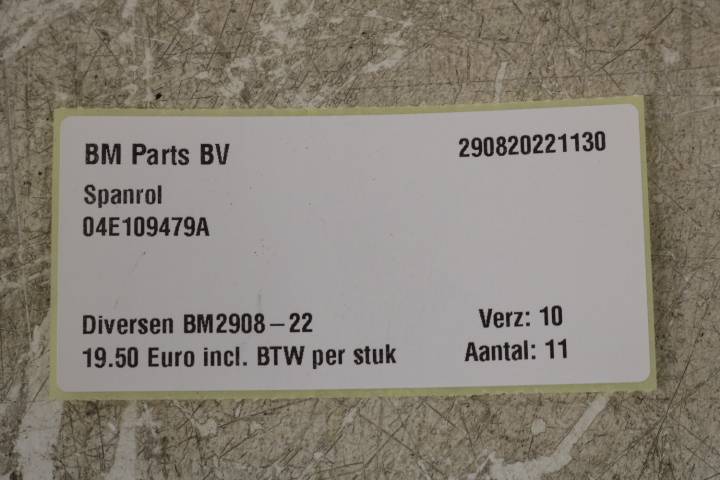 BM Parts BV 290820221130
Spanrol
04E109479A
Diversen BM2908-22 Verz: 10
19.50 Euro incl. BTW per stuk Aantal: 11